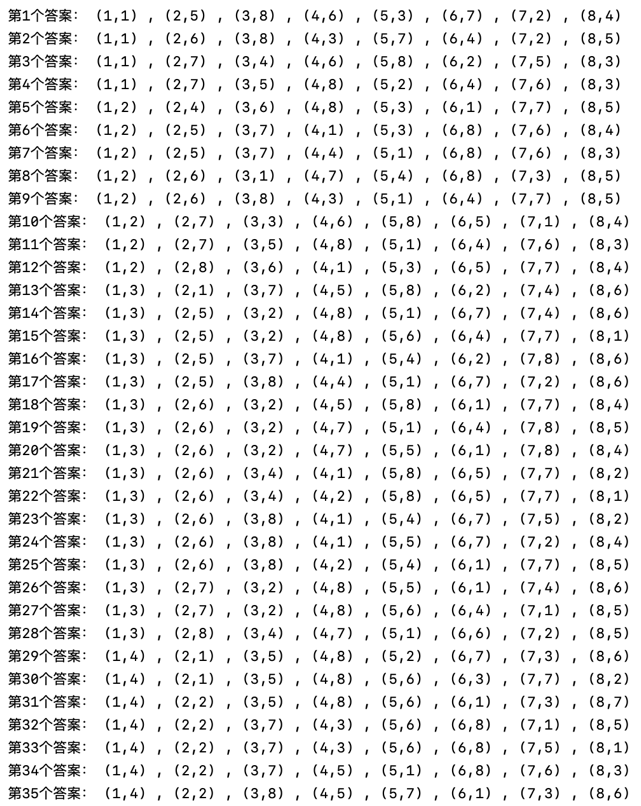 第1个答案: (1,1) , (2,5) , (3,8) , (4,6) , (5,3) , (6,7) , (7,2) , (8,4)
第2个答案: (1,1) , (2,6) , (3,8) , (4,3) , (5,7) , (6,4) , (7,2) , (8,5)
第3个答案: (1,1) , (2,7) , (3,4) , (4,6) , (5,8) , (6,2) , (7,5) , (8,3)
第4个答案: (1,1) , (2,7) , (3,5) , (4,8) , (5,2) , (6,4) , (7,6) , (8,3)
第5个答案: (1,2) , (2,4) , (3,6) , (4,8) , (5,3) , (6,1) , (7,7) , (8,5)
第6个答案: (1,2) , (2,5) , (3,7) , (4,1) , (5,3) , (6,8) , (7,6) , (8,4)
第7个答案: (1,2) , (2,5) , (3,7) , (4,4) , (5,1) , (6,8) , (7,6) , (8,3)
第8个答案: (1,2) , (2,6) , (3,1) , (4,7) , (5,4) , (6,8) , (7,3) , (8,5)
第9个答案: (1,2) , (2,6) , (3,8) , (4,3) , (5,1) , (6,4) , (7,7) , (8,5)
第10个答案: (1,2) , (2,7) , (3,3) , (4,6) , (5,8) , (6,5) , (7,1) , (8,4)
第11个答案: (1,2) , (2,7) , (3,5) , (4,8) , (5,1) , (6,4) , (7,6) , (8,3)
第12个答案: (1,2) , (2,8) , (3,6) , (4,1) , (5,3) , (6,5) , (7,7) , (8,4)
第13个答案: (1,3) , (2,1) , (3,7) , (4,5) , (5,8) , (6,2) , (7,4) , (8,6)
第14个答案: (1,3) , (2,5) , (3,2) , (4,8) , (5,1) , (6,7) , (7,4) , (8,6)
第15个答案: (1,3) , (2,5) , (3,2) , (4,8) , (5,6) , (6,4) , (7,7) , (8,1)
第16个答案: (1,3) , (2,5) , (3,7) , (4,1) , (5,4) , (6,2) , (7,8) , (8,6)
第17个答案: (1,3) , (2,5) , (3,8) , (4,4) , (5,1) , (6,7) , (7,2) , (8,6)
第18个答案: (1,3) , (2,6) , (3,2) , (4,5) , (5,8) , (6,1) , (7,7) , (8,4)
第19个答案: (1,3) , (2,6) , (3,2) , (4,7) , (5,1) , (6,4) , (7,8) , (8,5)
第20个答案: (1,3) , (2,6) , (3,2) , (4,7) , (5,5) , (6,1) , (7,8) , (8,4)
第21个答案: (1,3) , (2,6) , (3,4) , (4,1) , (5,8) , (6,5) , (7,7) , (8,2)
第22个答案: (1,3) , (2,6) , (3,4) , (4,2) , (5,8) , (6,5) , (7,7) , (8,1)
第23个答案: (1,3) , (2,6) , (3,8) , (4,1) , (5,4) , (6,7) , (7,5) , (8,2)
第24个答案: (1,3) , (2,6) , (3,8) , (4,1) , (5,5) , (6,7) , (7,2) , (8,4)
第25个答案: (1,3) , (2,6) , (3,8) , (4,2) , (5,4) , (6,1) , (7,7) , (8,5)
第26个答案: (1,3) , (2,7) , (3,2) , (4,8) , (5,5) , (6,1) , (7,4) , (8,6)
第27个答案: (1,3) , (2,7) , (3,2) , (4,8) , (5,6) , (6,4) , (7,1) , (8,5)
第28个答案: (1,3) , (2,8) , (3,4) , (4,7) , (5,1) , (6,6) , (7,2) , (8,5)
第29个答案: (1,4) , (2,1) , (3,5) , (4,8) , (5,2) , (6,7) , (7,3) , (8,6)
第30个答案: (1,4) , (2,1) , (3,5) , (4,8) , (5,6) , (6,3) , (7,7) , (8,2)
第31个答案: (1,4) , (2,2) , (3,5) , (4,8) , (5,6) , (6,1) , (7,3) , (8,7)
第32个答案: (1,4) , (2,2) , (3,7) , (4,3) , (5,6) , (6,8) , (7,1) , (8,5)
第33个答案: (1,4) , (2,2) , (3,7) , (4,3) , (5,6) , (6,8) , (7,5) , (8,1)
第34个答案: (1,4) , (2,2) , (3,7) , (4,5) , (5,1) , (6,8) , (7,6) , (8,3)
第35个答案: (1,4) , (2,2) , (3,8) , (4,5) , (5,7) , (6,1) , (7,3) , (8,6)